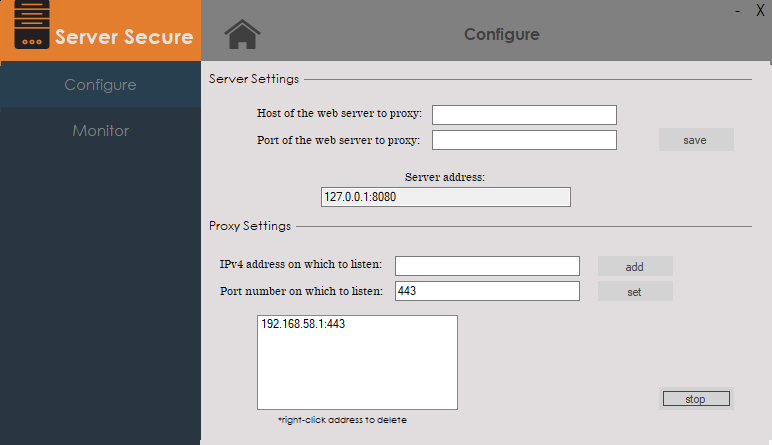 Server Secure
Configure
- X
Configure
Monitor
Server Settings
Host of the web server to proxy:
Port of the web server to proxy:
save
Server address:
127.0.0.1:8080
Proxy Settings
IPv4 address on which to listen:
add
Port number on which to listen:
443
set
192.168.58.1:443
*right-click address to delete
stop